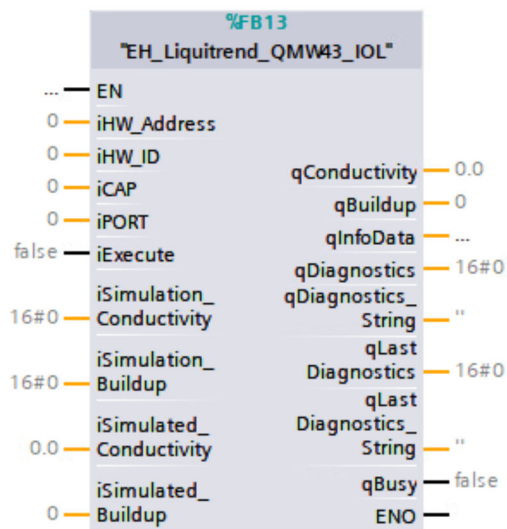 %FB13
"EH_Liquitrend_QMW43_IOL"
... EN
0 iHW_Address
0 iHW_ID
qConductivity 0.0
0 iCAP
qBuildup 0
0 iPORT
qInfoData ...
false iExecute
qDiagnostics 16#0
iSimulation_
16#0 Conductivity
qDiagnostics_
String ''
iSimulation_
16#0 Buildup
qLast
Diagnostics 16#0
iSimulated_
0.0 Conductivity
qLast
Diagnostics_
String ''
iSimulated_
0 Buildup
qBusy false
ENO